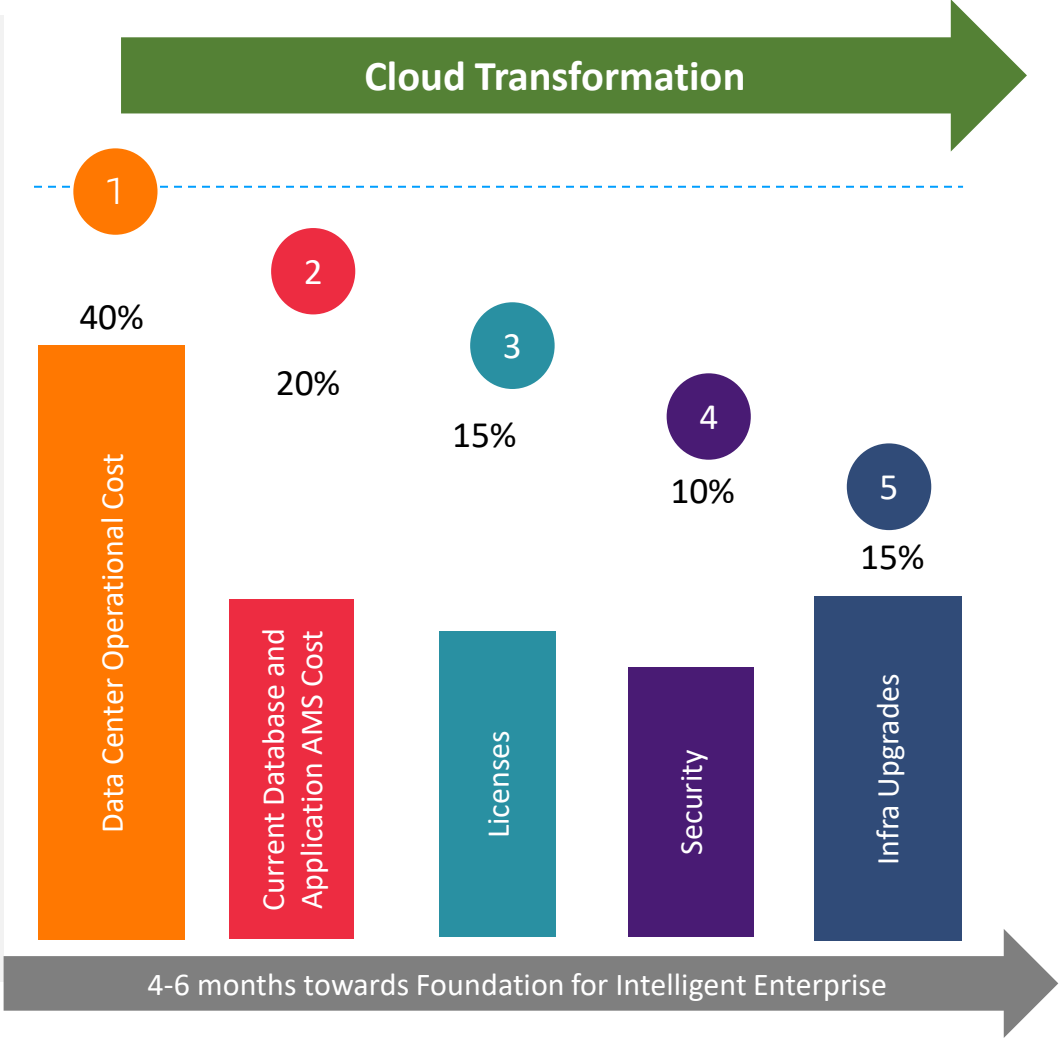 Cloud Transformation
1
2
3
4
5
40%
20%
15%
10%
15%
Data Center Operational Cost
Current Database and
Application AMS Cost
Licenses
Security
Infra Upgrades
4-6 months towards Foundation for Intelligent Enterprise